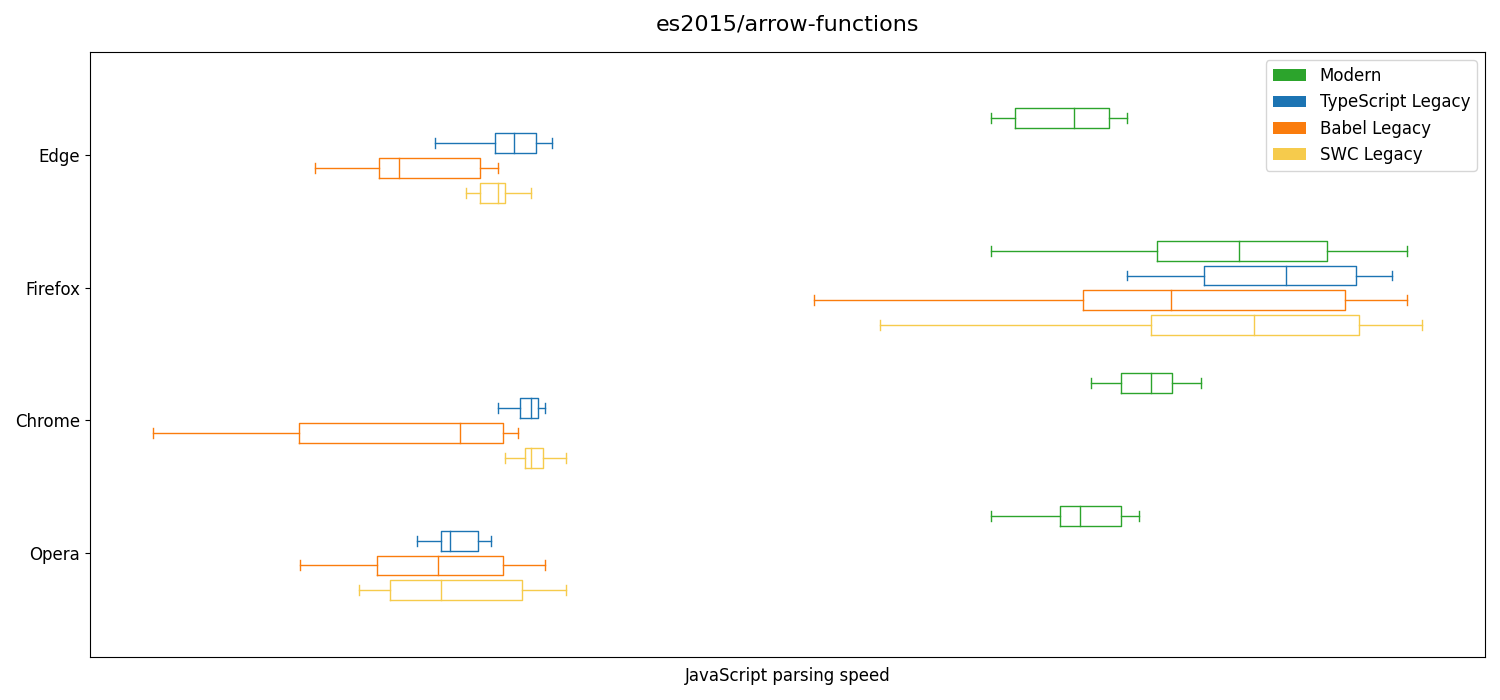 es2015/arrow-functions
Modern
TypeScript Legacy
Babel Legacy
SWC Legacy
Edge
Firefox
Chrome
Opera
JavaScript parsing speed